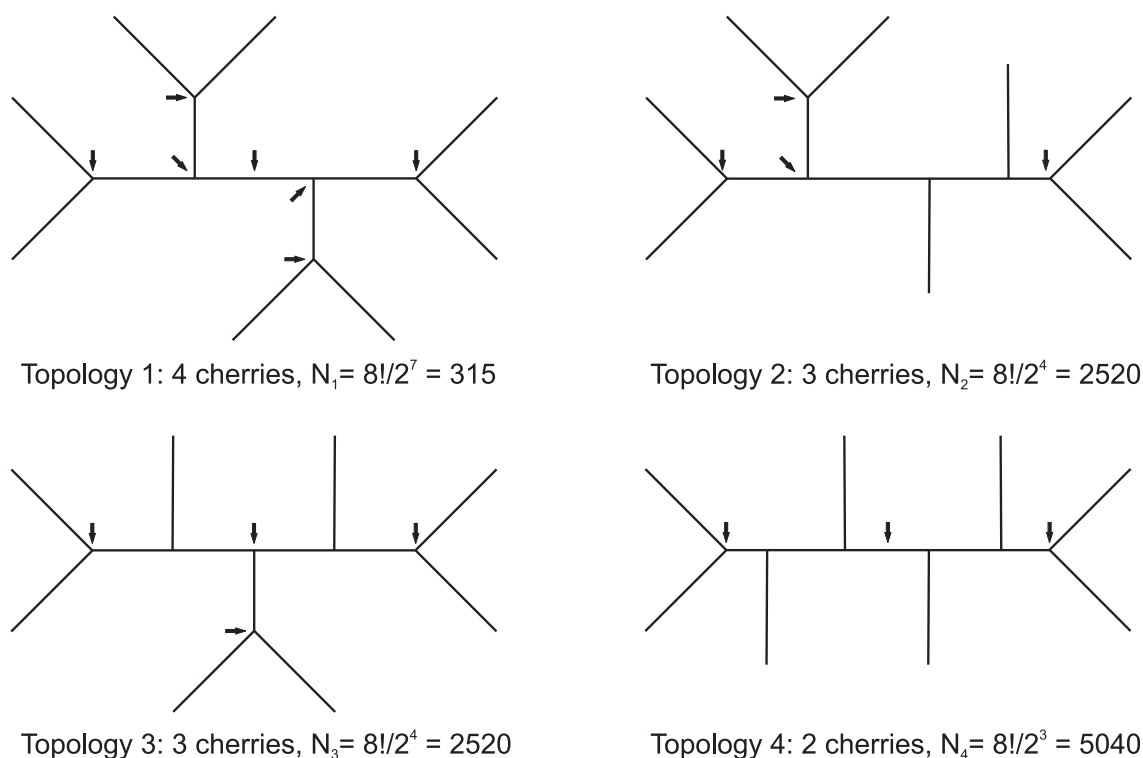 Topology 1: 4 cherries, N₁= 8!/2⁷ = 315
Topology 2: 3 cherries, N₂= 8!/2⁴ = 2520
Topology 3: 3 cherries, N₃= 8!/2⁴ = 2520
Topology 4: 2 cherries, N₄= 8!/2³ = 5040